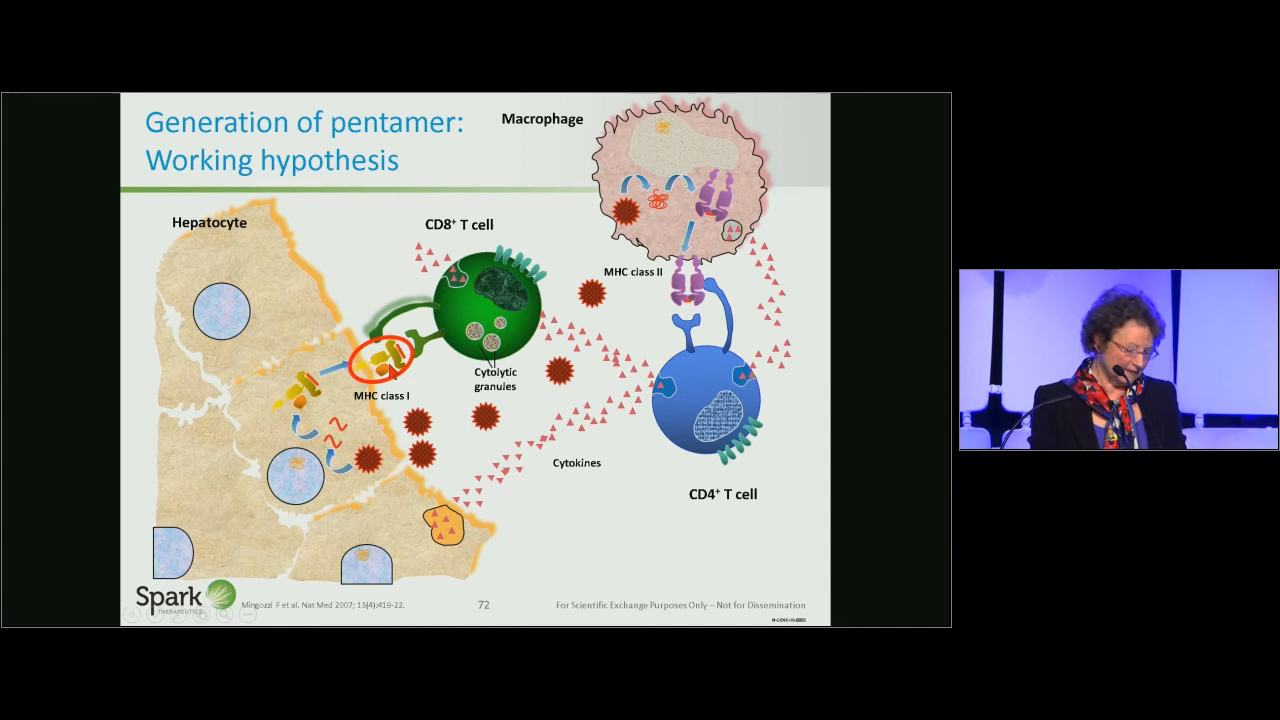 Generation of pentamer:
Working hypothesis
Macrophage
Hepatocyte
CD8⁺ T cell
MHC class II
Cytolytic
granules
MHC class I
Cytokines
CD4⁺ T cell
Spark
THERAPEUTICS
Mingozzi F et al. Nat Med 2007; 13(4):419-22.
72
For Scientific Exchange Purposes Only – Not for Dissemination